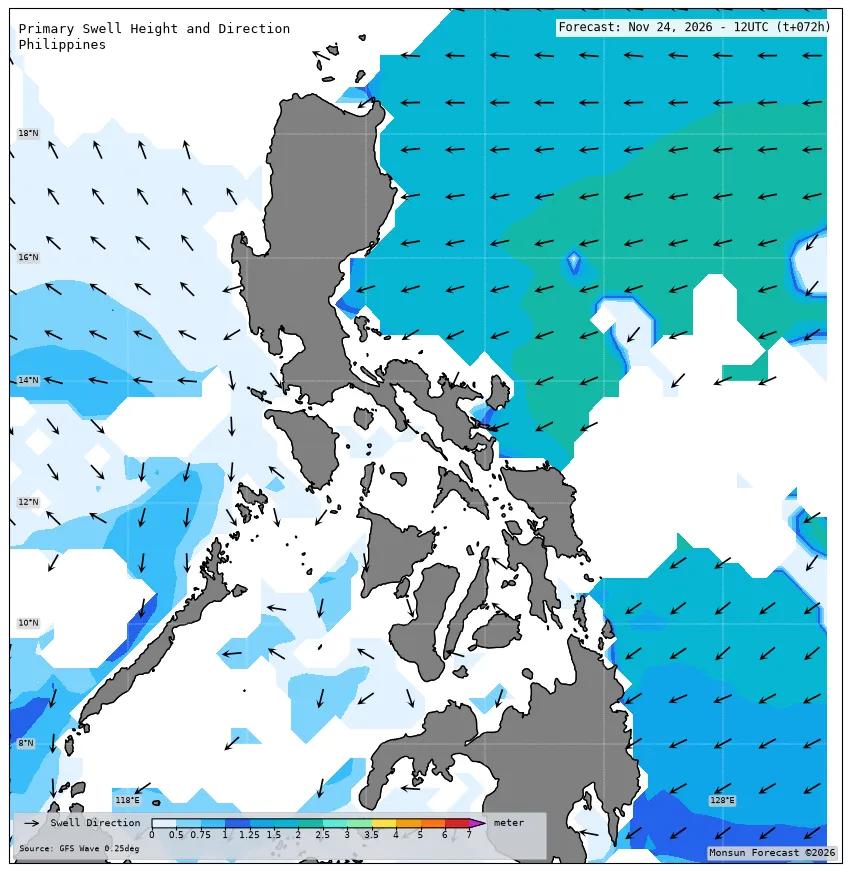 Primary Swell Height and Direction
Philippines
Forecast: Nov 24, 2026 - 12UTC (t+072h)
18°N
16°N
14°N
12°N
10°N
8°N
118°E
128°E
Swell Direction
0 0.5 0.75 1 1.25 1.5 2 2.5 3 3.5 4 5 6 7
meter
Source: GFS Wave 0.25deg
Monsun Forecast ©2026